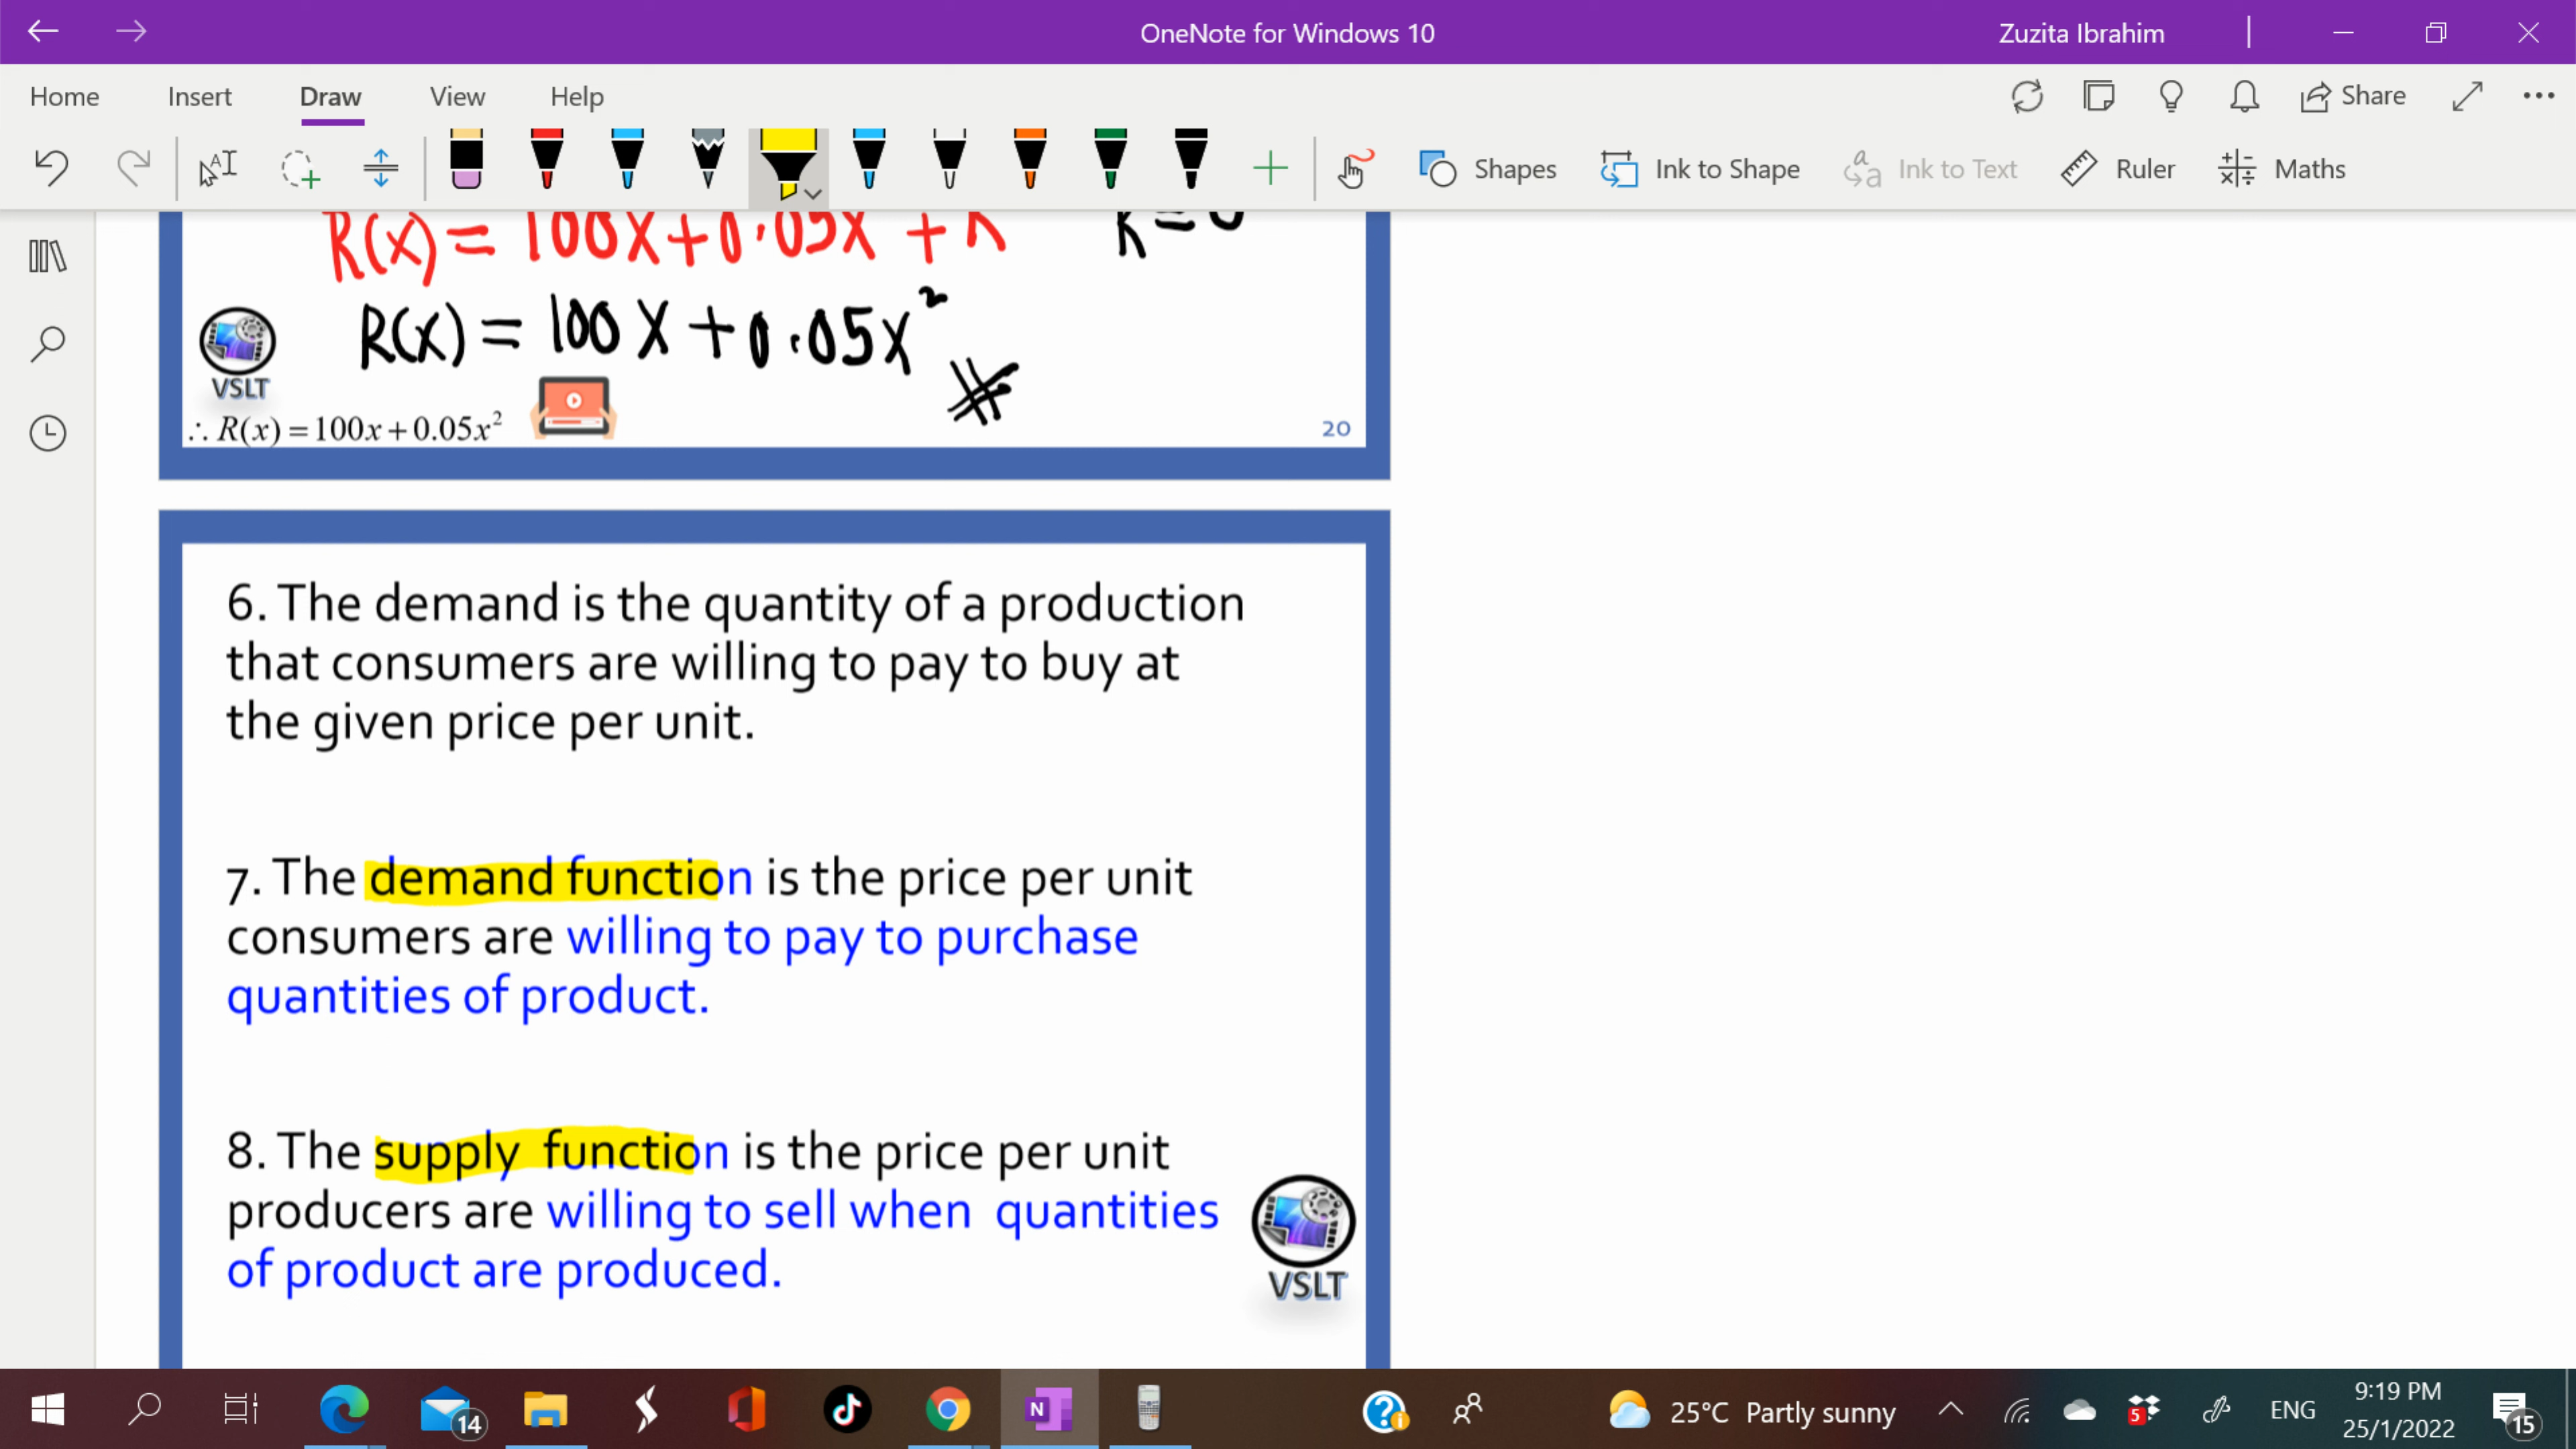 OneNote for Windows 10
Zuzita Ibrahim
Home Insert Draw View Help
Share
Shapes Ink to Shape Ink to Text Ruler Maths
R(x) = 100x + 0.05x
R(x) = 100x + 0.05x²
VSLT
∴ R(x) = 100x + 0.05x²
20
6. The demand is the quantity of a production
that consumers are willing to pay to buy at
the given price per unit.
7. The demand function is the price per unit
consumers are willing to pay to purchase
quantities of product.
8. The supply function is the price per unit
producers are willing to sell when quantities
of product are produced.
VSLT
14
N
25°C Partly sunny
5
ENG
9:19 PM
25/1/2022
15